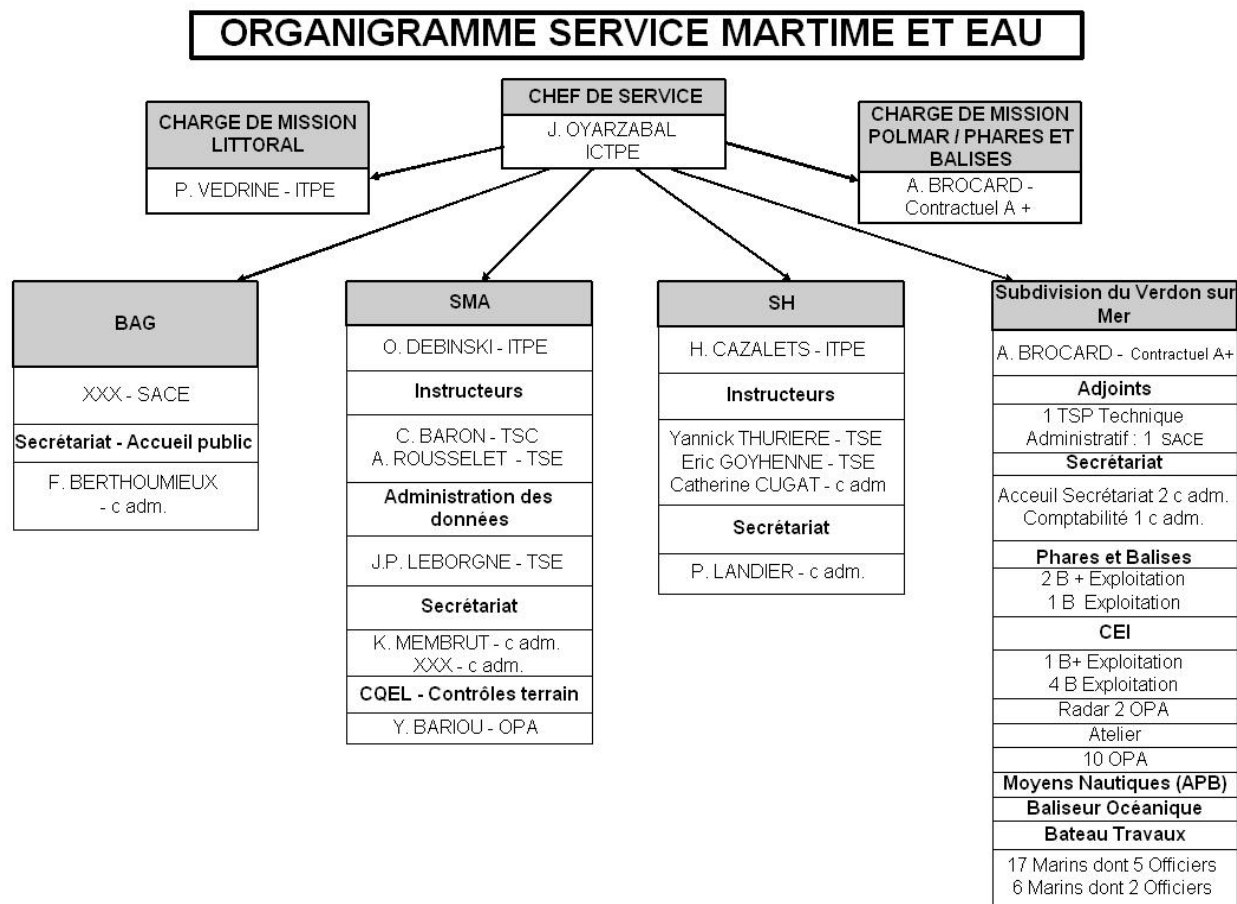 ORGANIGRAMME SERVICE MARTIME ET EAU
CHEF DE SERVICE
J. OYARZABAL
ICTPE
CHARGE DE MISSION
LITTORAL
P. VEDRINE - ITPE
CHARGE DE MISSION
POLMAR / PHARES ET
BALISES
A. BROCARD -
Contractuel A +
BAG
XXX - SACE
Secrétariat - Accueil public
F. BERTHOUMIEUX
- c adm.
SMA
O. DEBINSKI - ITPE
Instructeurs
C. BARON - TSC
A. ROUSSELET - TSE
Administration des
données
J.P. LEBORGNE - TSE
Secrétariat
K. MEMBRUT - c adm.
XXX - c adm.
CQEL - Contrôles terrain
Y. BARIOU - OPA
SH
H. CAZALETS - ITPE
Instructeurs
Yannick THURIERE - TSE
Eric GOYHENNE - TSE
Catherine CUGAT - c adm
Secrétariat
P. LANDIER - c adm.
Subdivision du Verdon sur
Mer
A. BROCARD - Contractuel A+
Adjoints
1 TSP Technique
Administratif : 1 SACE
Secrétariat
Acceuil Secrétariat 2 c adm.
Comptabilité 1 c adm.
Phares et Balises
2 B + Exploitation
1 B Exploitation
CEI
1 B+ Exploitation
4 B Exploitation
Radar 2 OPA
Atelier
10 OPA
Moyens Nautiques (APB)
Baliseur Océanique
Bateau Travaux
17 Marins dont 5 Officiers
6 Marins dont 2 Officiers